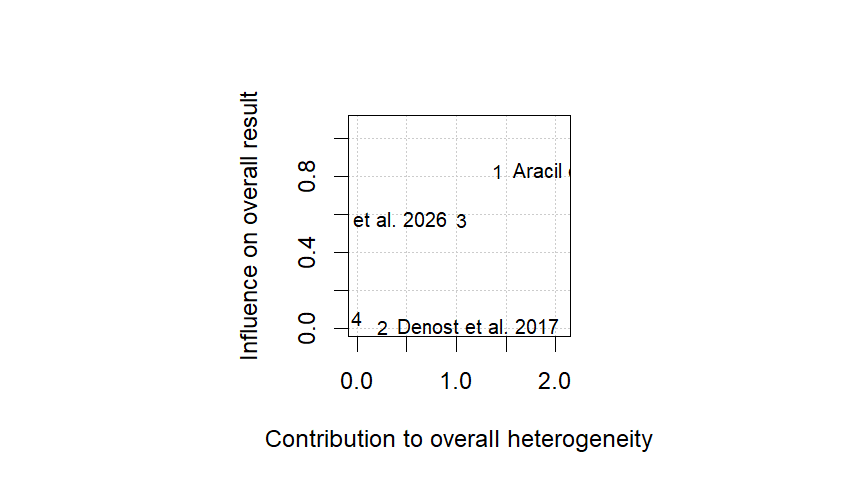 Influence on overall result
0.8
0.4
0.0
1 Aracil
et al. 2026 3
4
2 Denost et al. 2017
0.0 1.0 2.0
Contribution to overall heterogeneity